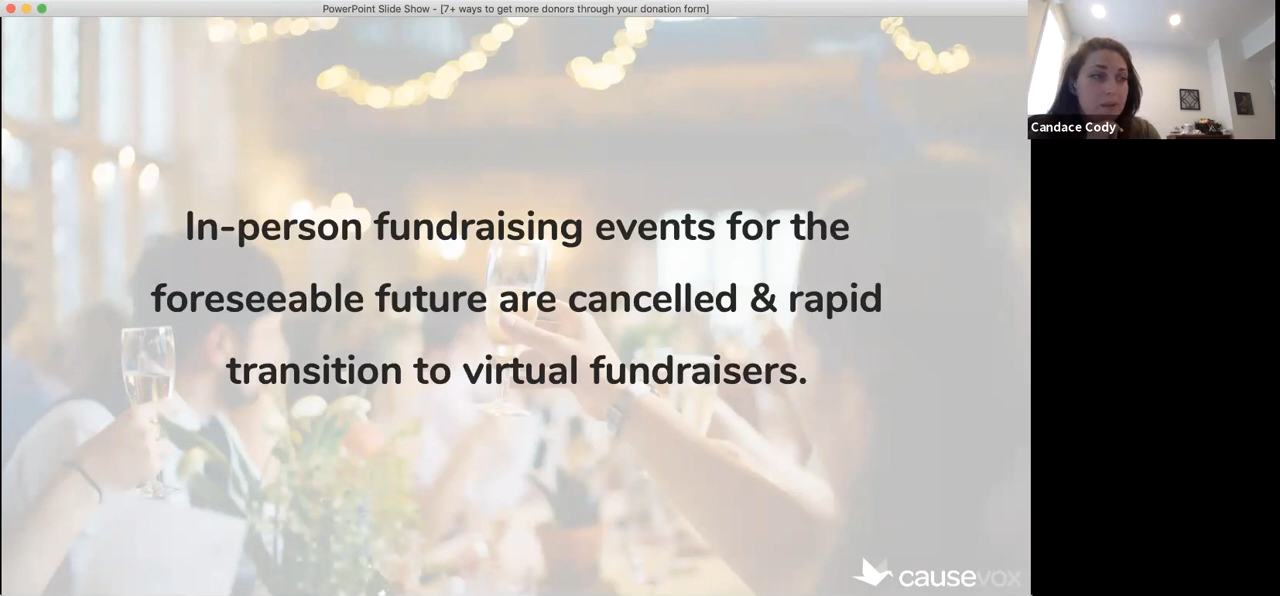 PowerPoint Slide Show - [7+ ways to get more donors through your donation form]
Candace Cody
In-person fundraising events for the
foreseeable future are cancelled & rapid
transition to virtual fundraisers.
causevox